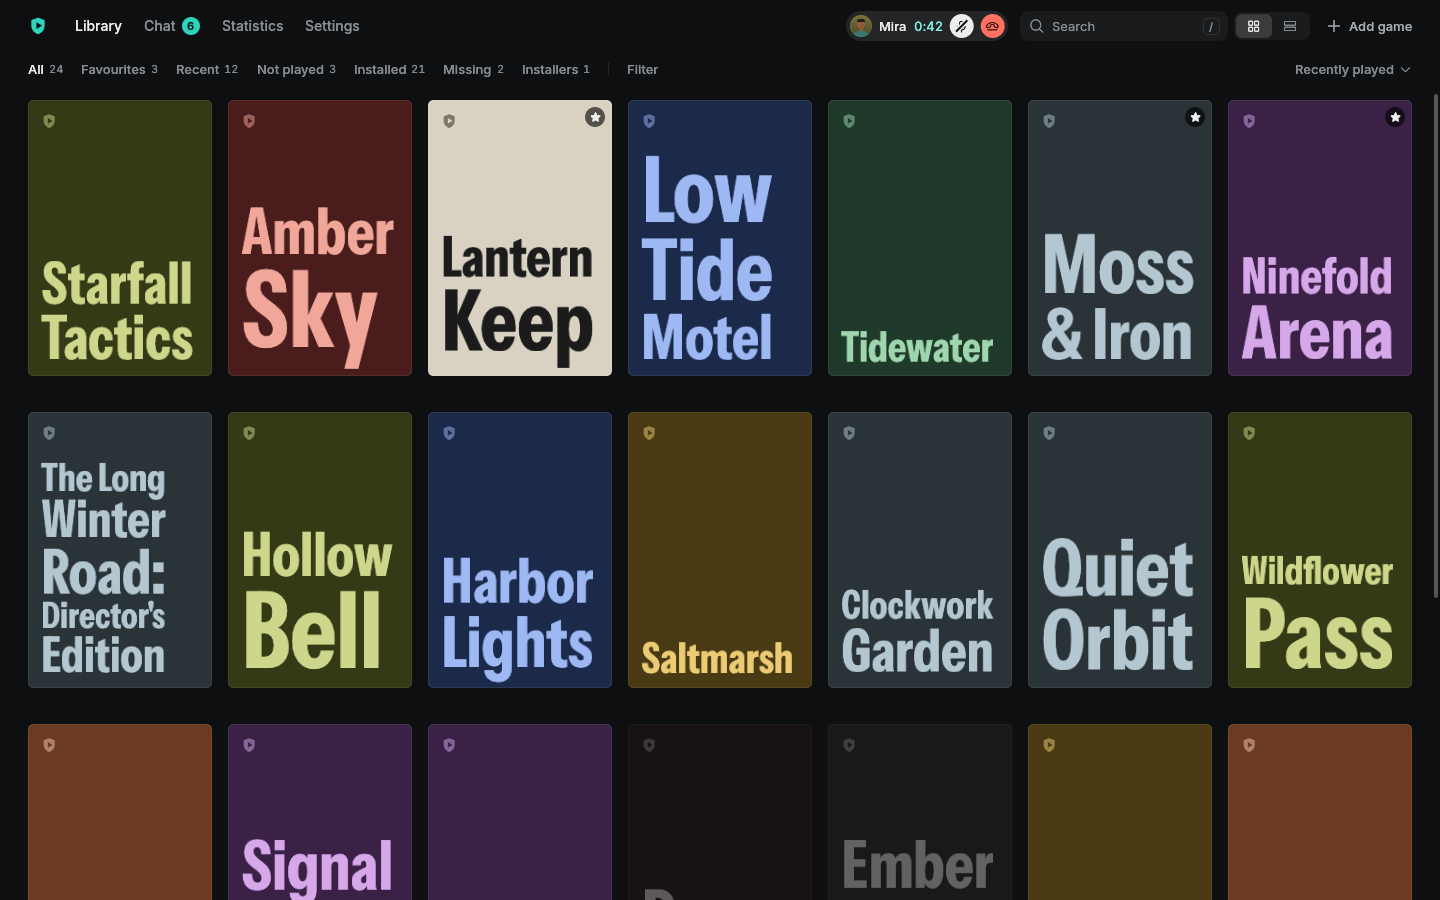 Library
Chat 6
Statistics
Settings
Mira 0:42
Search /
Add game
All 24
Favourites 3
Recent 12
Not played 3
Installed 21
Missing 2
Installers 1
Filter
Recently played
Starfall
Tactics
Amber
Sky
Lantern
Keep
Low
Tide
Motel
Tidewater
Moss
& Iron
Ninefold
Arena
The Long
Winter
Road:
Director's
Edition
Hollow
Bell
Harbor
Lights
Saltmarsh
Clockwork
Garden
Quiet
Orbit
Wildflower
Pass
Signal
Ember